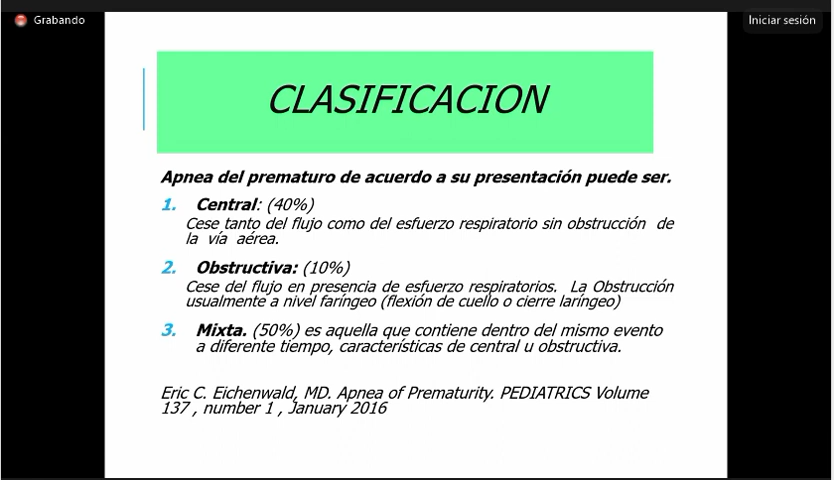 Grabando
Iniciar sesión
CLASIFICACION
Apnea del prematuro de acuerdo a su presentación puede ser.
1. Central: (40%)
Cese tanto del flujo como del esfuerzo respiratorio sin obstrucción de
la vía aérea.
2. Obstructiva: (10%)
Cese del flujo en presencia de esfuerzo respiratorios. La Obstrucción
usualmente a nivel faríngeo (flexión de cuello o cierre laríngeo)
3. Mixta. (50%) es aquella que contiene dentro del mismo evento
a diferente tiempo, características de central u obstructiva.
Eric C. Eichenwald, MD. Apnea of Prematurity. PEDIATRICS Volume
137 , number 1 , January 2016